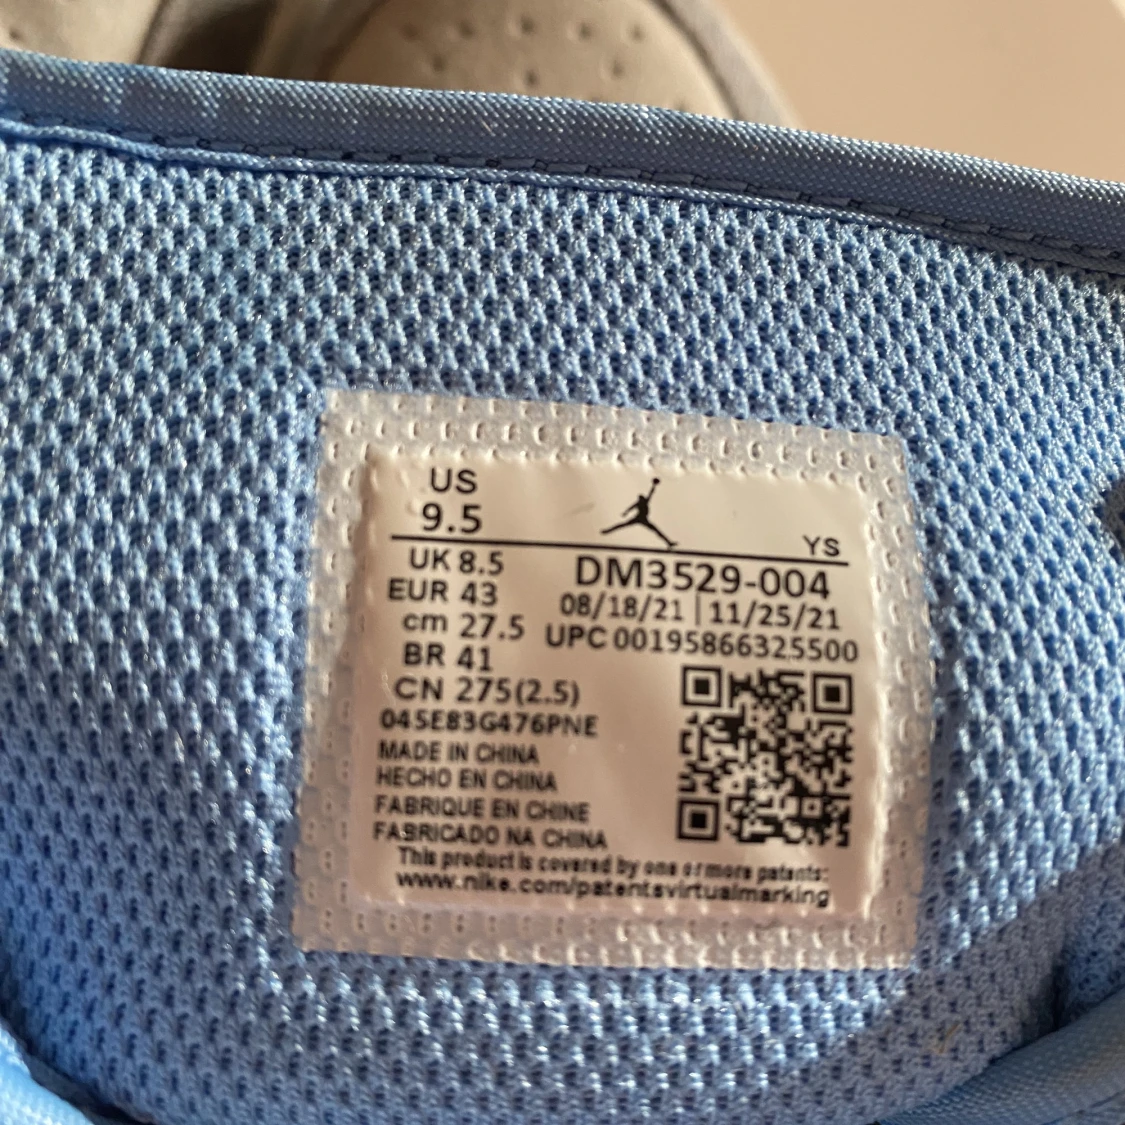 US
9.5
YS
UK 8.5
EUR 43
cm 27.5
BR 41
CN 275(2.5)
045E83G476PNE
MADE IN CHINA
HECHO EN CHINA
FABRIQUE EN CHINE
FABRICADO NA CHINA
DM3529-004
08/18/21 | 11/25/21
UPC 00195866325500
This product is covered by one or more patents:
www.nike.com/patentsvirtualmarking